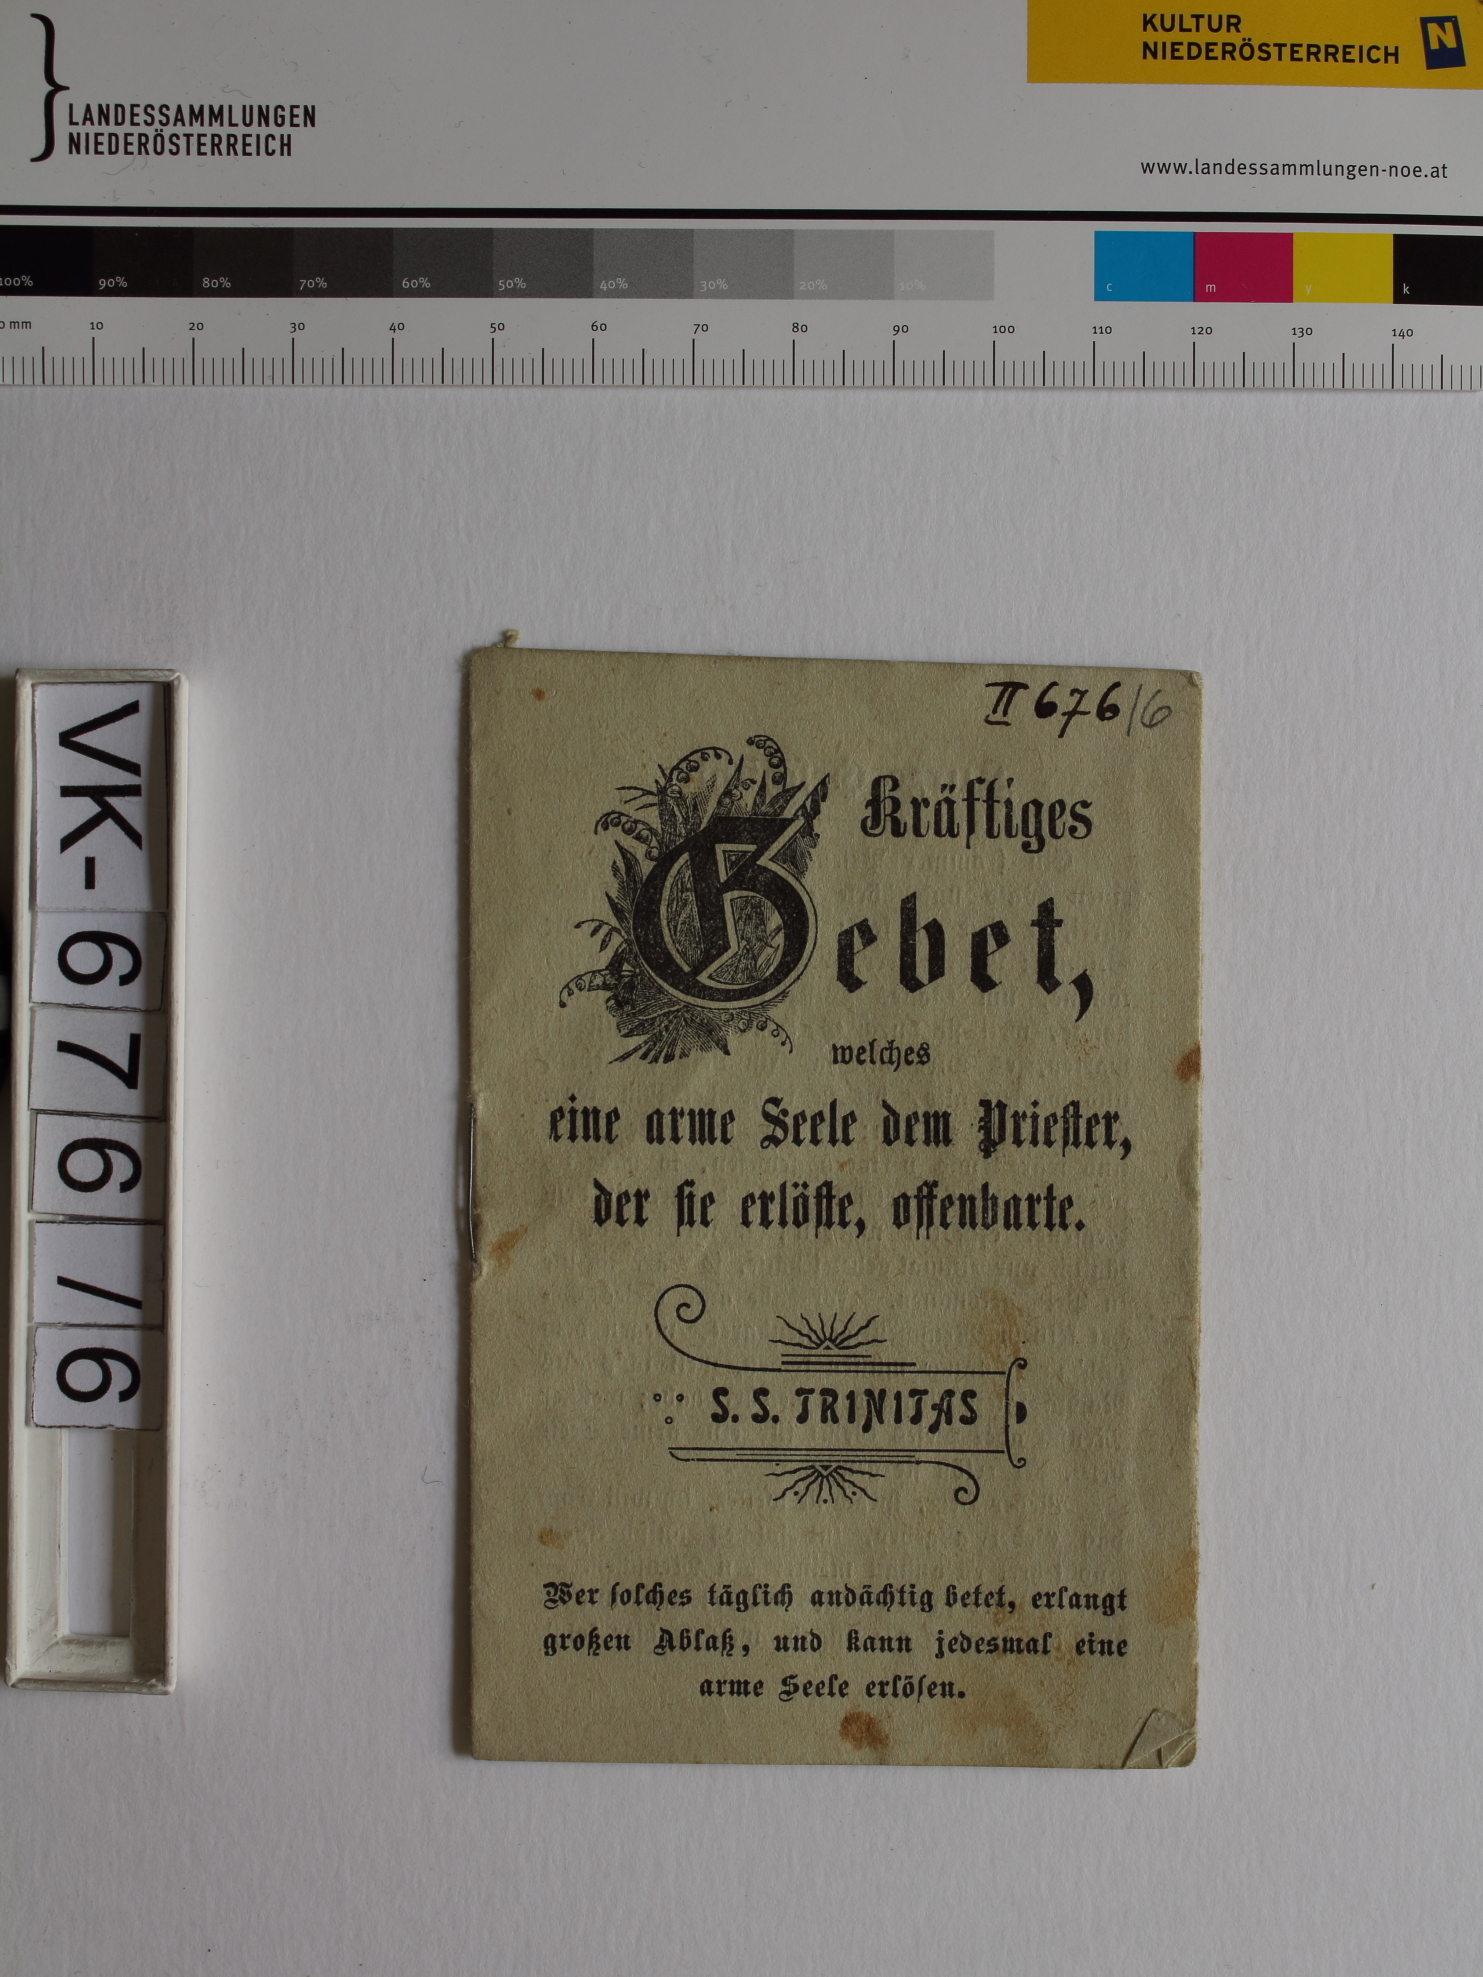 LANDESSAMMLUNGEN
NIEDERÖSTERREICH
KULTUR
NIEDERÖSTERREICH
N
www.landessammlungen-noe.at
100% 90% 80% 70% 60% 50% 40% 30% 20% 10% c m y k
0 mm 10 20 30 40 50 60 70 80 90 100 110 120 130 140
VK-676/6
II 676/6
Kräftiges
Gebet,
welches
eine arme Seele dem Priester,
der sie erlöste, offenbarte.
S. S. TRINITAS
Wer solches täglich andächtig betet, erlangt
großen Ablaß, und kann jedesmal eine
arme Seele erlösen.